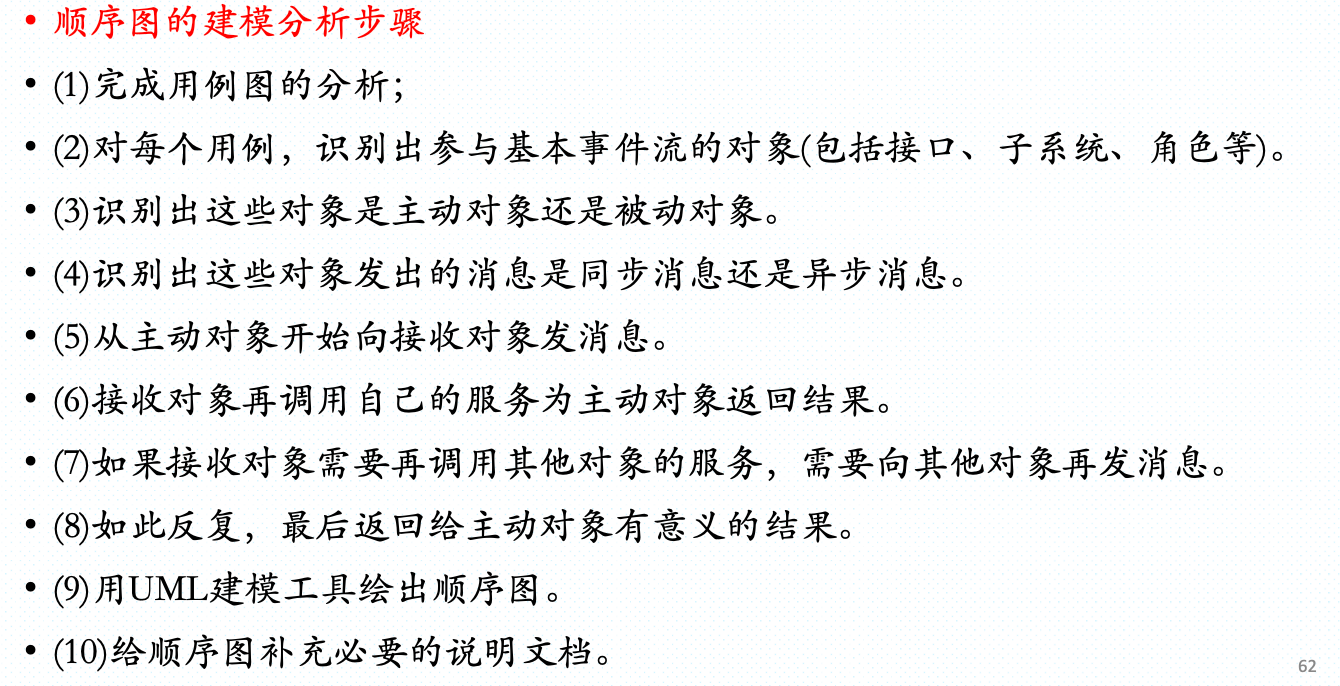 • 顺序图的建模分析步骤
• (1)完成用例图的分析；
• (2)对每个用例，识别出参与基本事件流的对象(包括接口、子系统、角色等)。
• (3)识别出这些对象是主动对象还是被动对象。
• (4)识别出这些对象发出的消息是同步消息还是异步消息。
• (5)从主动对象开始向接收对象发消息。
• (6)接收对象再调用自己的服务为主动对象返回结果。
• (7)如果接收对象需要再调用其他对象的服务，需要向其他对象再发消息。
• (8)如此反复，最后返回给主动对象有意义的结果。
• (9)用UML建模工具绘出顺序图。
• (10)给顺序图补充必要的说明文档。
62